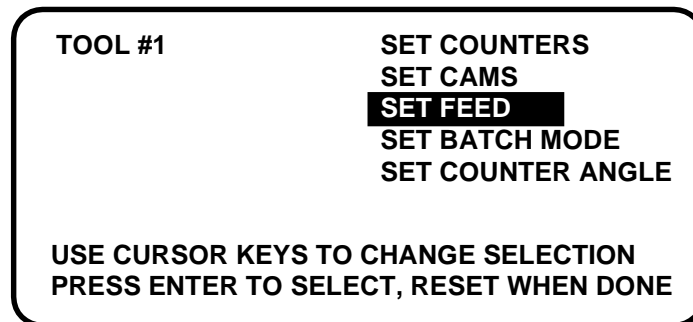 TOOL #1 SET COUNTERS
SET CAMS
SET FEED
SET BATCH MODE
SET COUNTER ANGLE
USE CURSOR KEYS TO CHANGE SELECTION
PRESS ENTER TO SELECT, RESET WHEN DONE